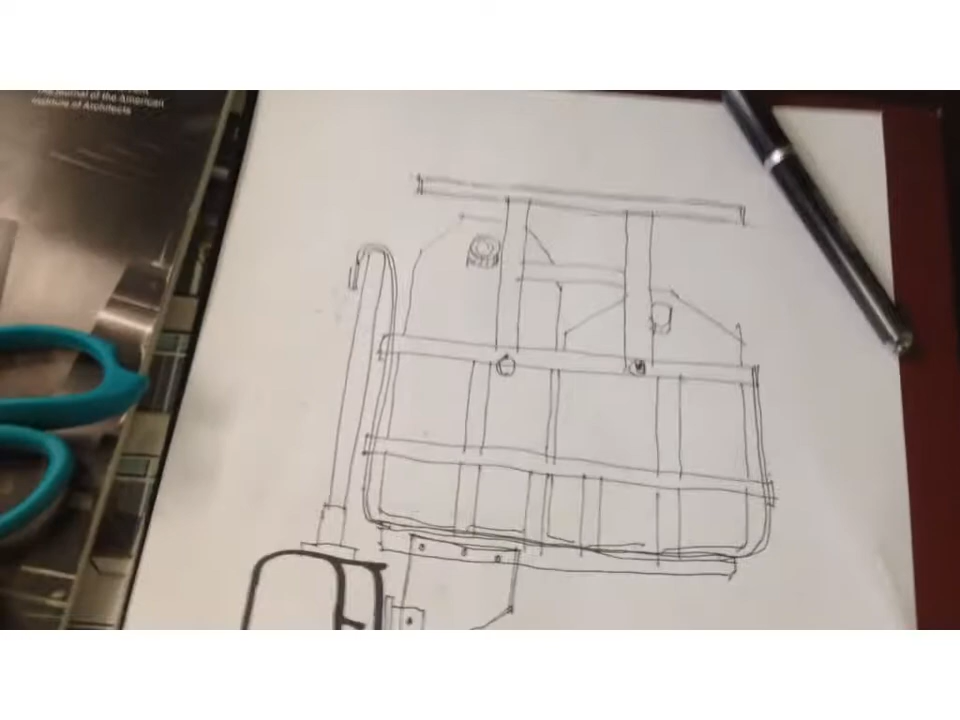 The Journal of the American
Institute of Architects